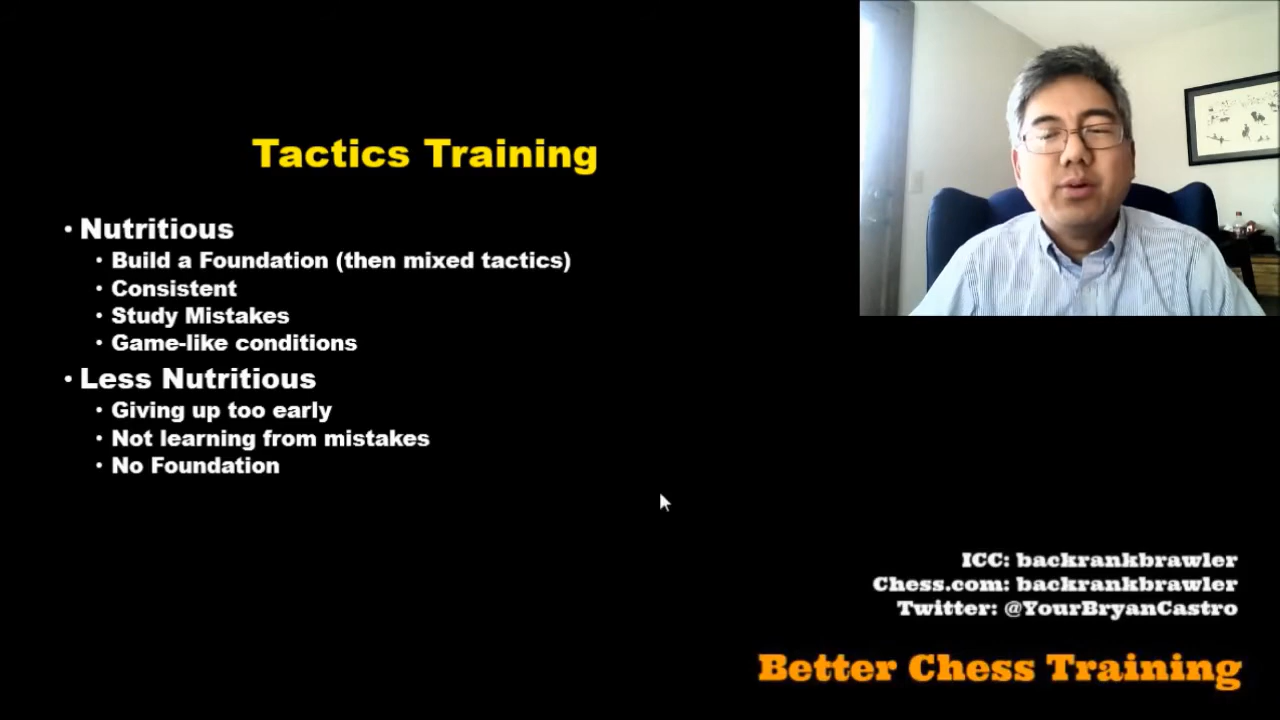 Tactics Training
• Nutritious
• Build a Foundation (then mixed tactics)
• Consistent
• Study Mistakes
• Game-like conditions
• Less Nutritious
• Giving up too early
• Not learning from mistakes
• No Foundation
ICC: backrankbrawler
Chess.com: backrankbrawler
Twitter: @YourBryanCastro
Better Chess Training